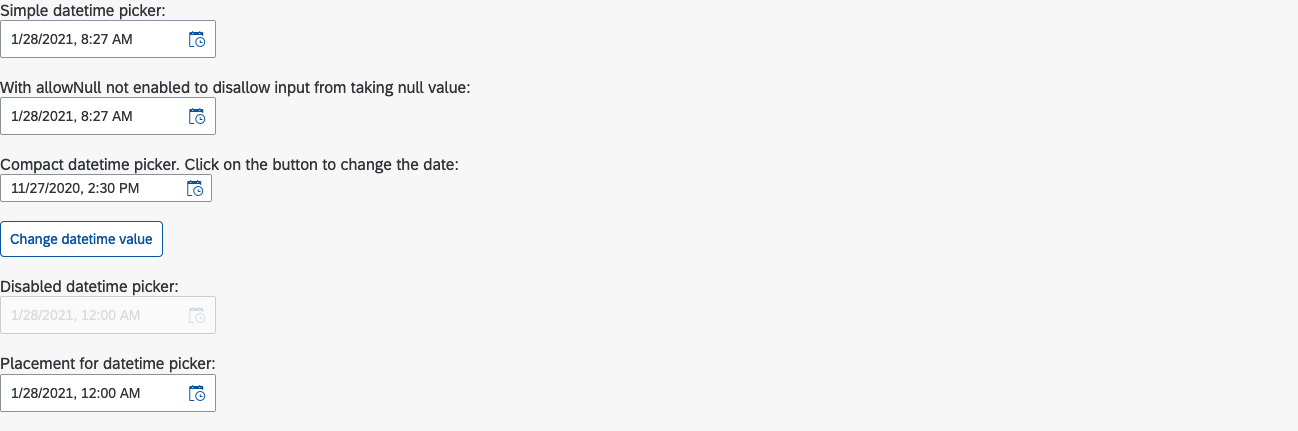 Simple datetime picker:
1/28/2021, 8:27 AM
With allowNull not enabled to disallow input from taking null value:
1/28/2021, 8:27 AM
Compact datetime picker. Click on the button to change the date:
11/27/2020, 2:30 PM
Change datetime value
Disabled datetime picker:
1/28/2021, 12:00 AM
Placement for datetime picker:
1/28/2021, 12:00 AM